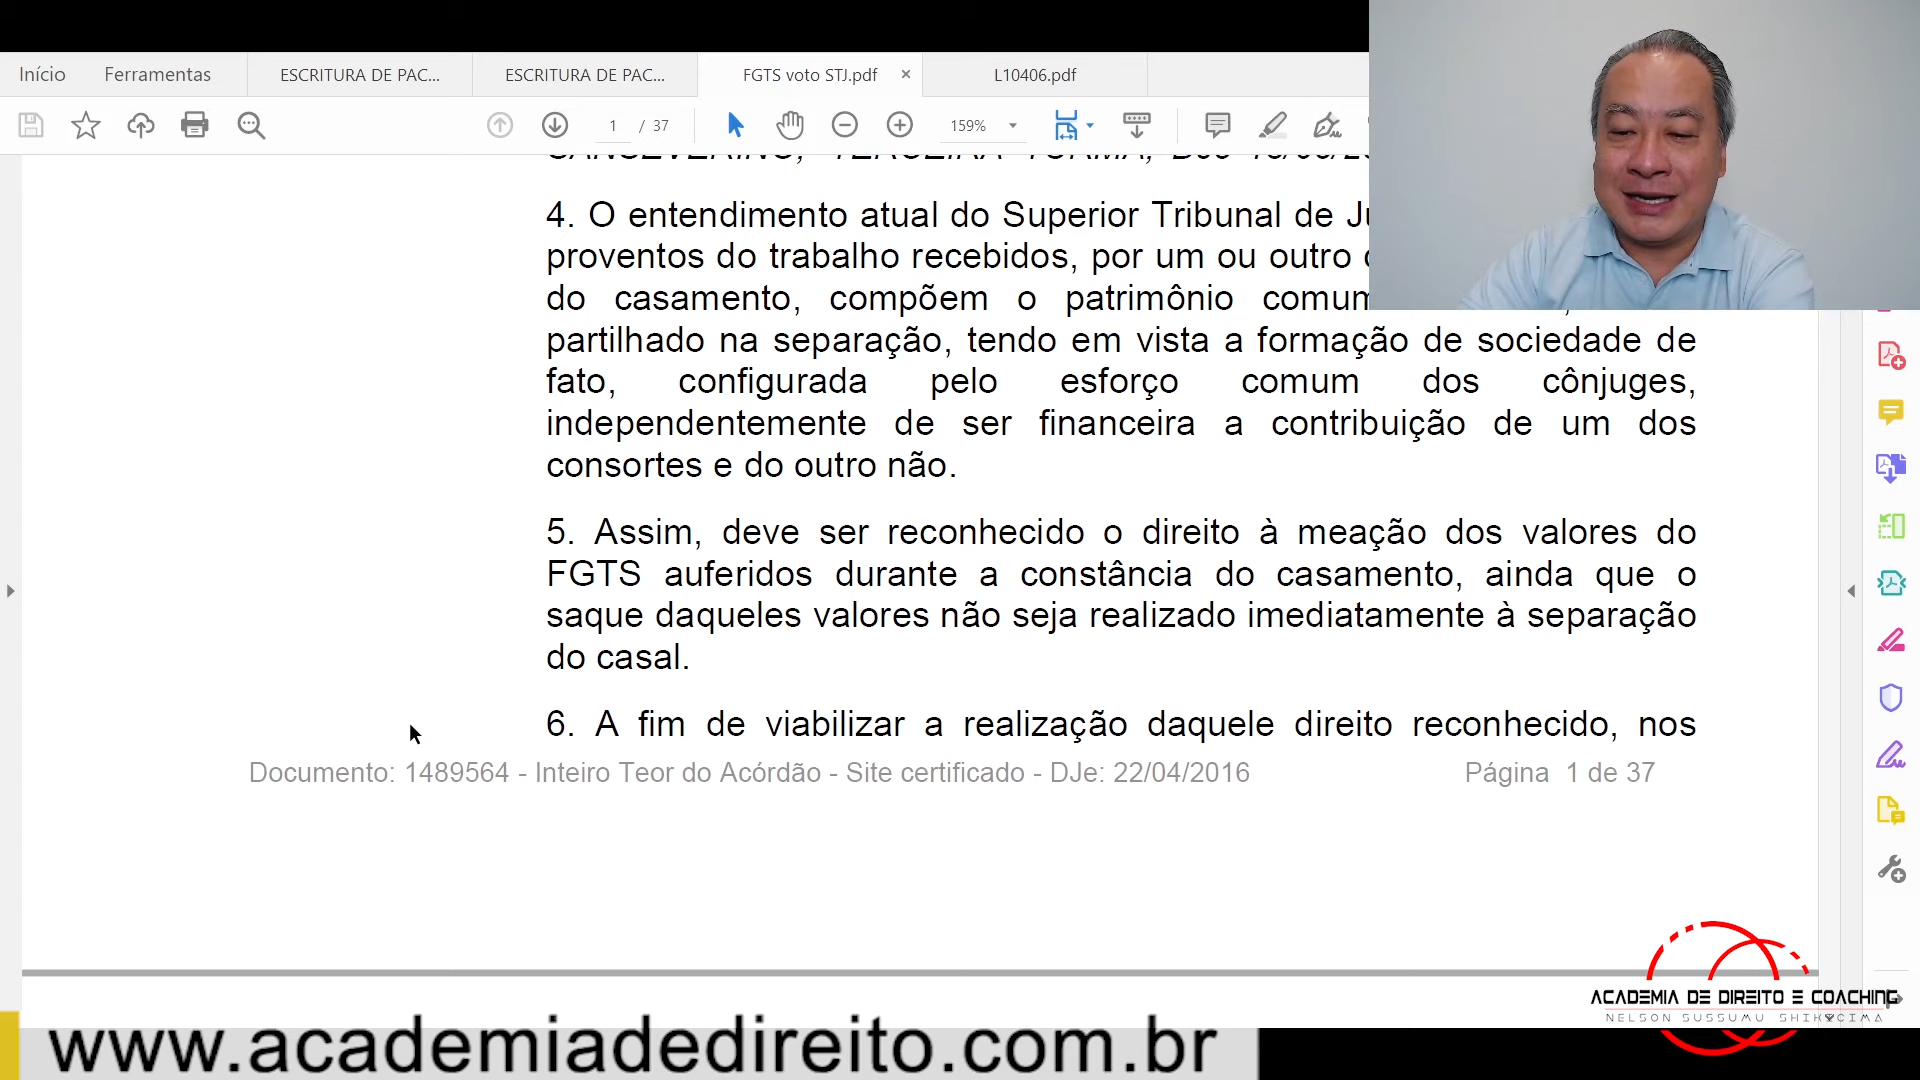 Início Ferramentas ESCRITURA DE PAC... ESCRITURA DE PAC... FGTS voto STJ.pdf × L10406.pdf
1 / 37 159%
SANSEVERINO, TERCEIRA TURMA, DJe
4. O entendimento atual do Superior Tribunal de
proventos do trabalho recebidos, por um ou outro
do casamento, compõem o patrimônio comum
partilhado na separação, tendo em vista a formação de sociedade de
fato, configurada pelo esforço comum dos cônjuges,
independentemente de ser financeira a contribuição de um dos
consortes e do outro não.
5. Assim, deve ser reconhecido o direito à meação dos valores do
FGTS auferidos durante a constância do casamento, ainda que o
saque daqueles valores não seja realizado imediatamente à separação
do casal.
6. A fim de viabilizar a realização daquele direito reconhecido, nos
Documento: 1489564 - Inteiro Teor do Acórdão - Site certificado - DJe: 22/04/2016 Página 1 de 37
ACADEMIA DE DIREITO E COACHING
NELSON SUSSUMU SHIKICIMA
www.academiadedireito.com.br